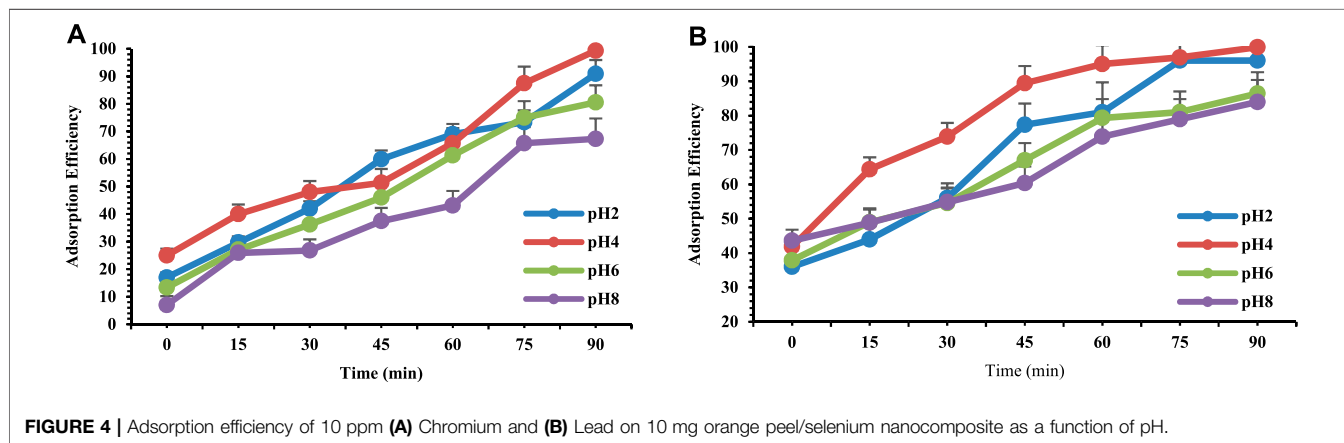 A
100
90
80
70
60
50
40
30
20
10
0
Adsorption Efficiency
0 15 30 45 60 75 90
Time (min)
pH2
pH4
pH6
pH8
B
100
90
80
70
60
50
40
30
20
Adsorption Efficiency
0 15 30 45 60 75 90
Time (min)
pH2
pH4
pH6
pH8
FIGURE 4 | Adsorption efficiency of 10 ppm (A) Chromium and (B) Lead on 10 mg orange peel/selenium nanocomposite as a function of pH.